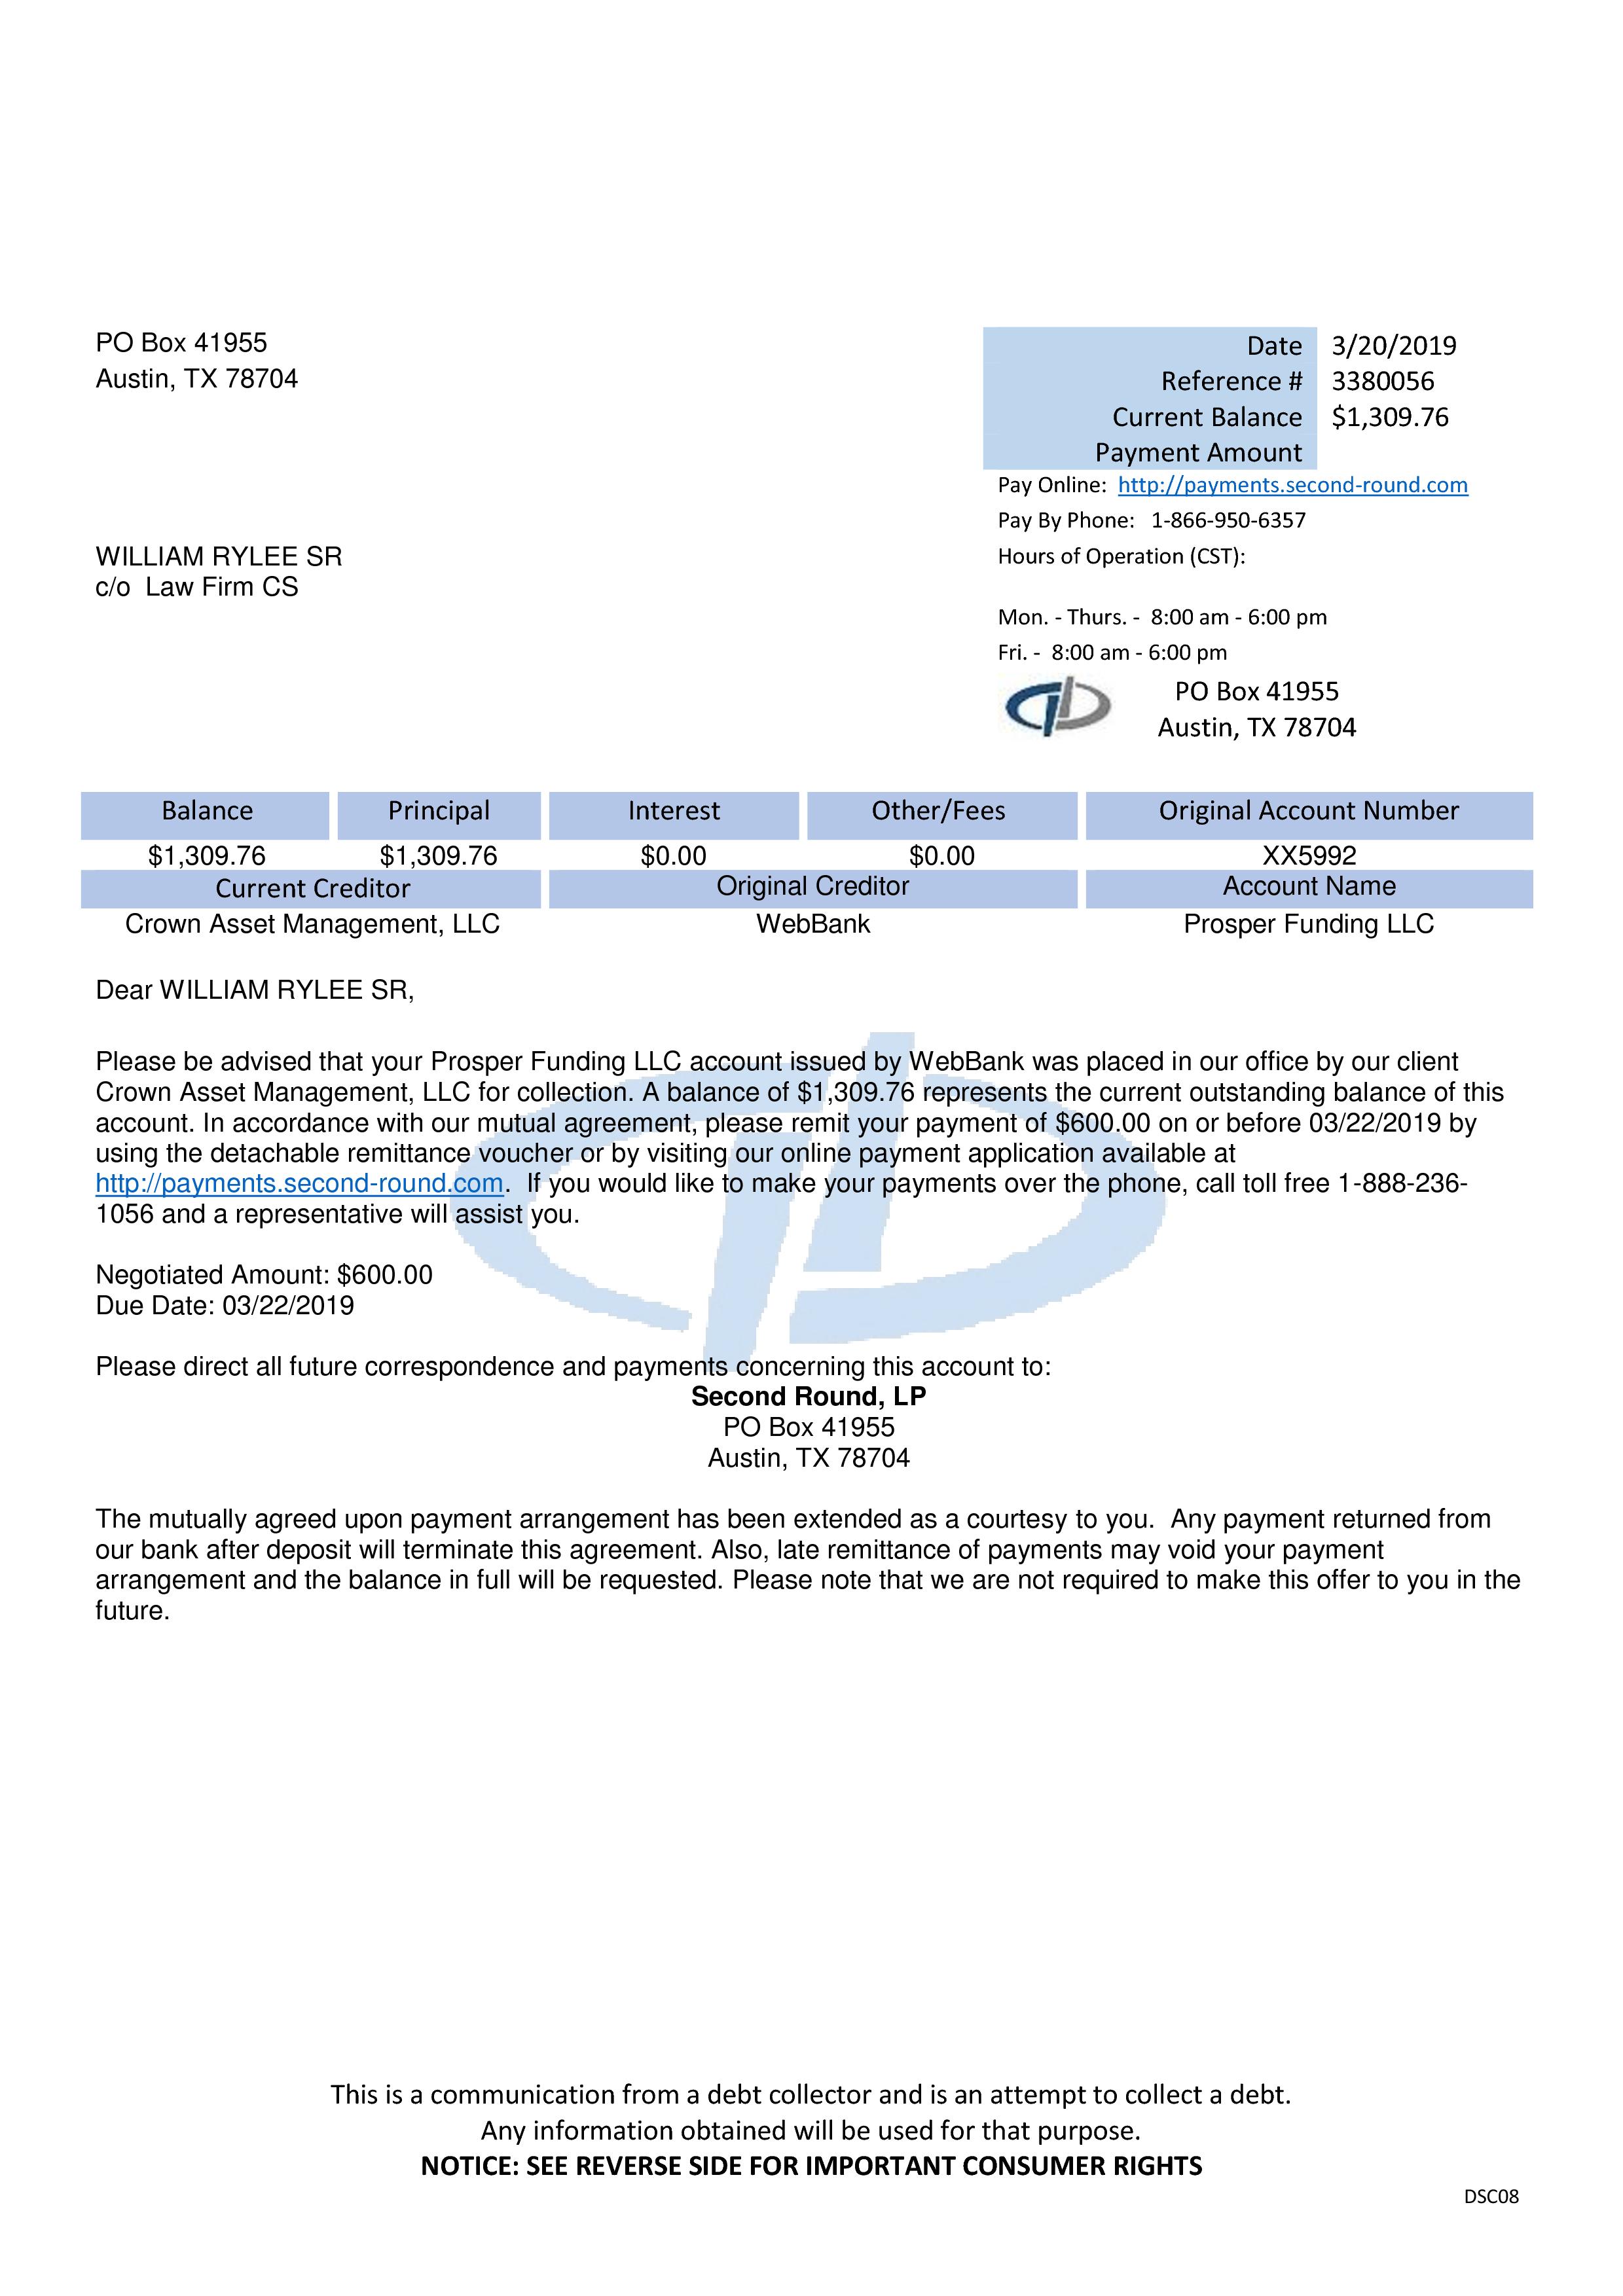 PO Box 41955
Austin, TX 78704
Date 3/20/2019
Reference # 3380056
Current Balance $1,309.76
Payment Amount
Pay Online: http://payments.second-round.com
Pay By Phone: 1-866-950-6357
WILLIAM RYLEE SR
c/o Law Firm CS
Hours of Operation (CST):
Mon. - Thurs. - 8:00 am - 6:00 pm
Fri. - 8:00 am - 6:00 pm
PO Box 41955
Austin, TX 78704
Balance Principal Interest Other/Fees Original Account Number
$1,309.76 $1,309.76 $0.00 $0.00 XX5992
Current Creditor Original Creditor Account Name
Crown Asset Management, LLC WebBank Prosper Funding LLC
Dear WILLIAM RYLEE SR,
Please be advised that your Prosper Funding LLC account issued by WebBank was placed in our office by our client
Crown Asset Management, LLC for collection. A balance of $1,309.76 represents the current outstanding balance of this
account. In accordance with our mutual agreement, please remit your payment of $600.00 on or before 03/22/2019 by
using the detachable remittance voucher or by visiting our online payment application available at
http://payments.second-round.com. If you would like to make your payments over the phone, call toll free 1-888-236-
1056 and a representative will assist you.
Negotiated Amount: $600.00
Due Date: 03/22/2019
Please direct all future correspondence and payments concerning this account to:
Second Round, LP
PO Box 41955
Austin, TX 78704
The mutually agreed upon payment arrangement has been extended as a courtesy to you. Any payment returned from
our bank after deposit will terminate this agreement. Also, late remittance of payments may void your payment
arrangement and the balance in full will be requested. Please note that we are not required to make this offer to you in the
future.
This is a communication from a debt collector and is an attempt to collect a debt.
Any information obtained will be used for that purpose.
NOTICE: SEE REVERSE SIDE FOR IMPORTANT CONSUMER RIGHTS
DSC08